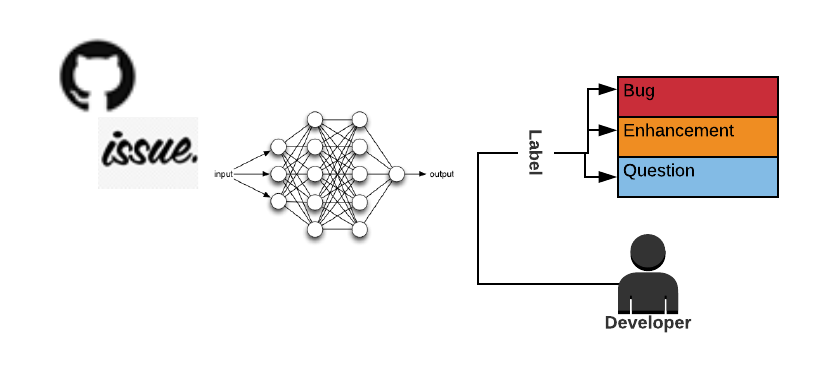 issue.
input
output
Label
Bug
Enhancement
Question
Developer